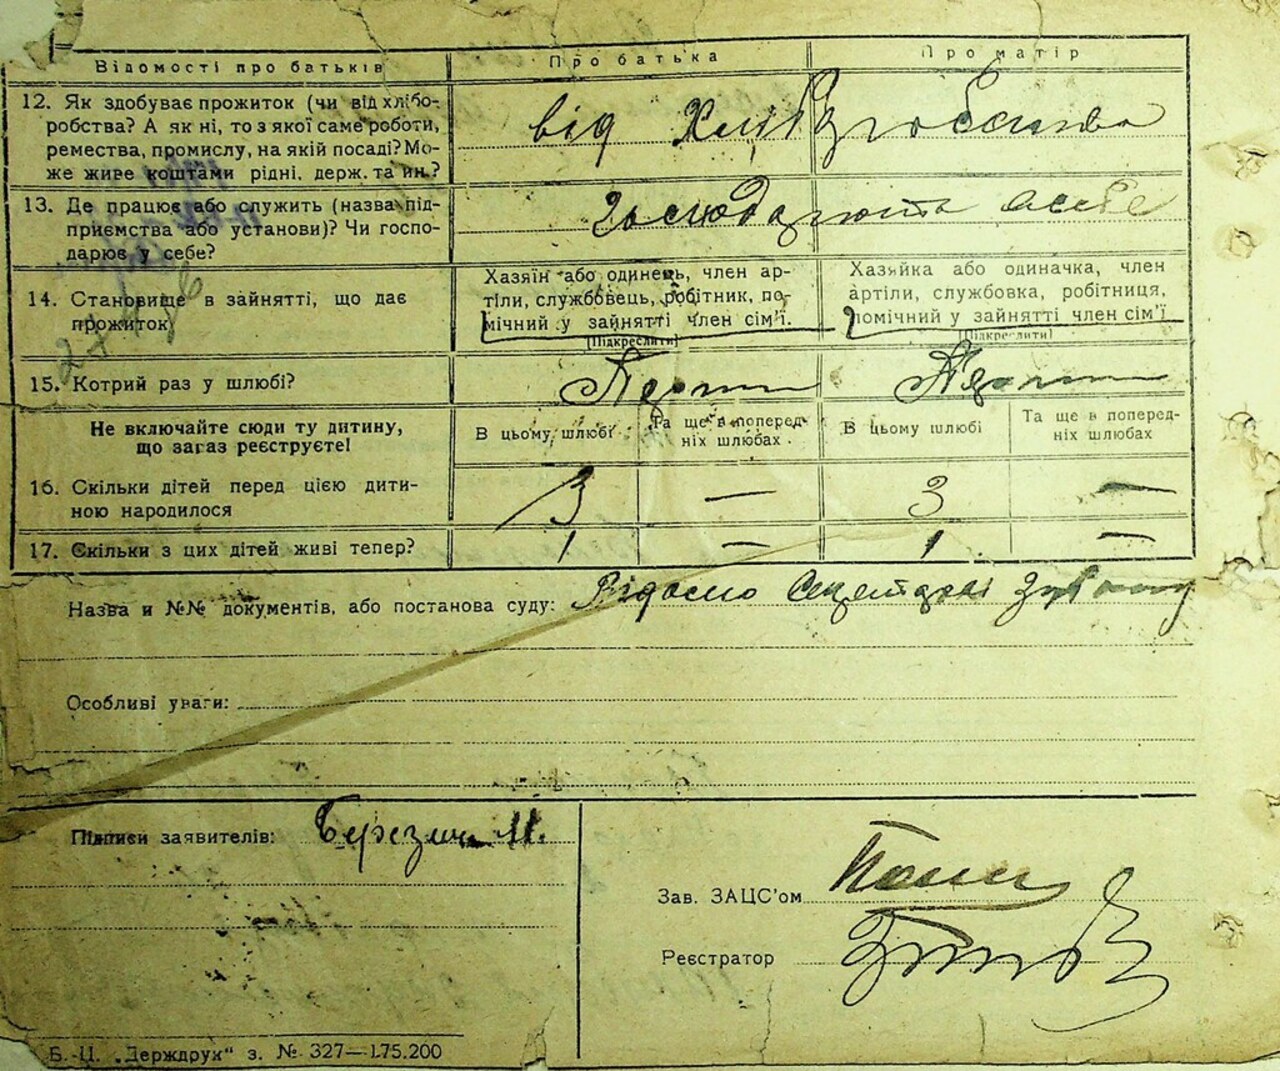 Відомості про батьків
Про батька
Про матір
12. Як здобуває прожиток (чи від хлібо-
робства? А як ні, то з якої саме роботи,
ремества, промислу, на якій посаді? Мо-
же живе коштами рідні, держ. та ин.?
від Хліборобства
13. Де працює або служить (назва під-
приємства або установи)? Чи госпо-
дарює у себе?
14. Становище в зайнятті, що дає
прожиток
Хазяїн або одинець, член ар-
тілі, службовець, робітник, по-
мічний у зайнятті член сім'ї.
[Підкреслити]
Хазяйка або одиначка, член
артілі, службовка, робітниця,
помічний у зайнятті член сім'ї
[Підкреслити]
15. Котрий раз у шлюбі?
Не включайте сюди ту дитину,
що зараз реєструєте!
В цьому шлюбі
Та ще в поперед-
ніх шлюбах.
В цьому шлюбі
Та ще в поперед-
ніх шлюбах
16. Скільки дітей перед цією дити-
ною народилося
3
—
3
—
17. Скільки з цих дітей живі тепер?
1
—
1
—
Назва и №№ документів, або постанова суду: Відомо
Особливі уваги:
Підписи заявителів: М.
Зав. ЗАЦС'ом
Реєстратор
Б.-Ц. „Держдрук“ з. № 327—1.75.200